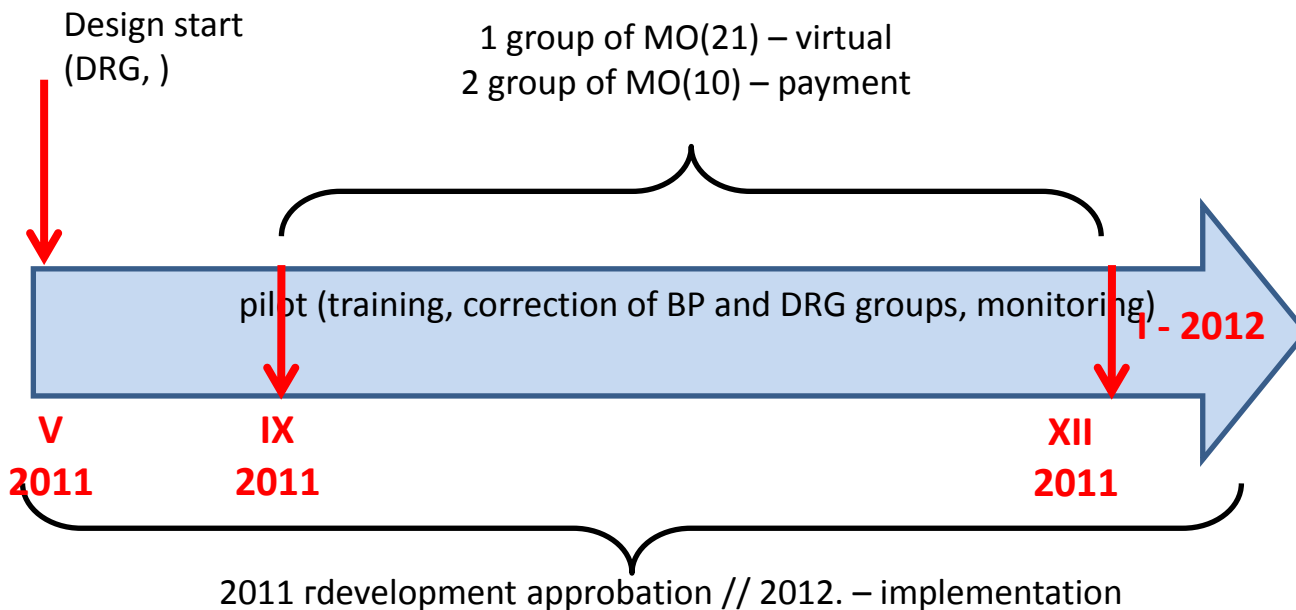 Design start
(DRG, )
1 group of MO(21) – virtual
2 group of MO(10) – payment
pilot (training, correction of BP and DRG groups, monitoring)
I - 2012
V
2011
IX
2011
XII
2011
2011 гdevelopment approbation // 2012. – implementation